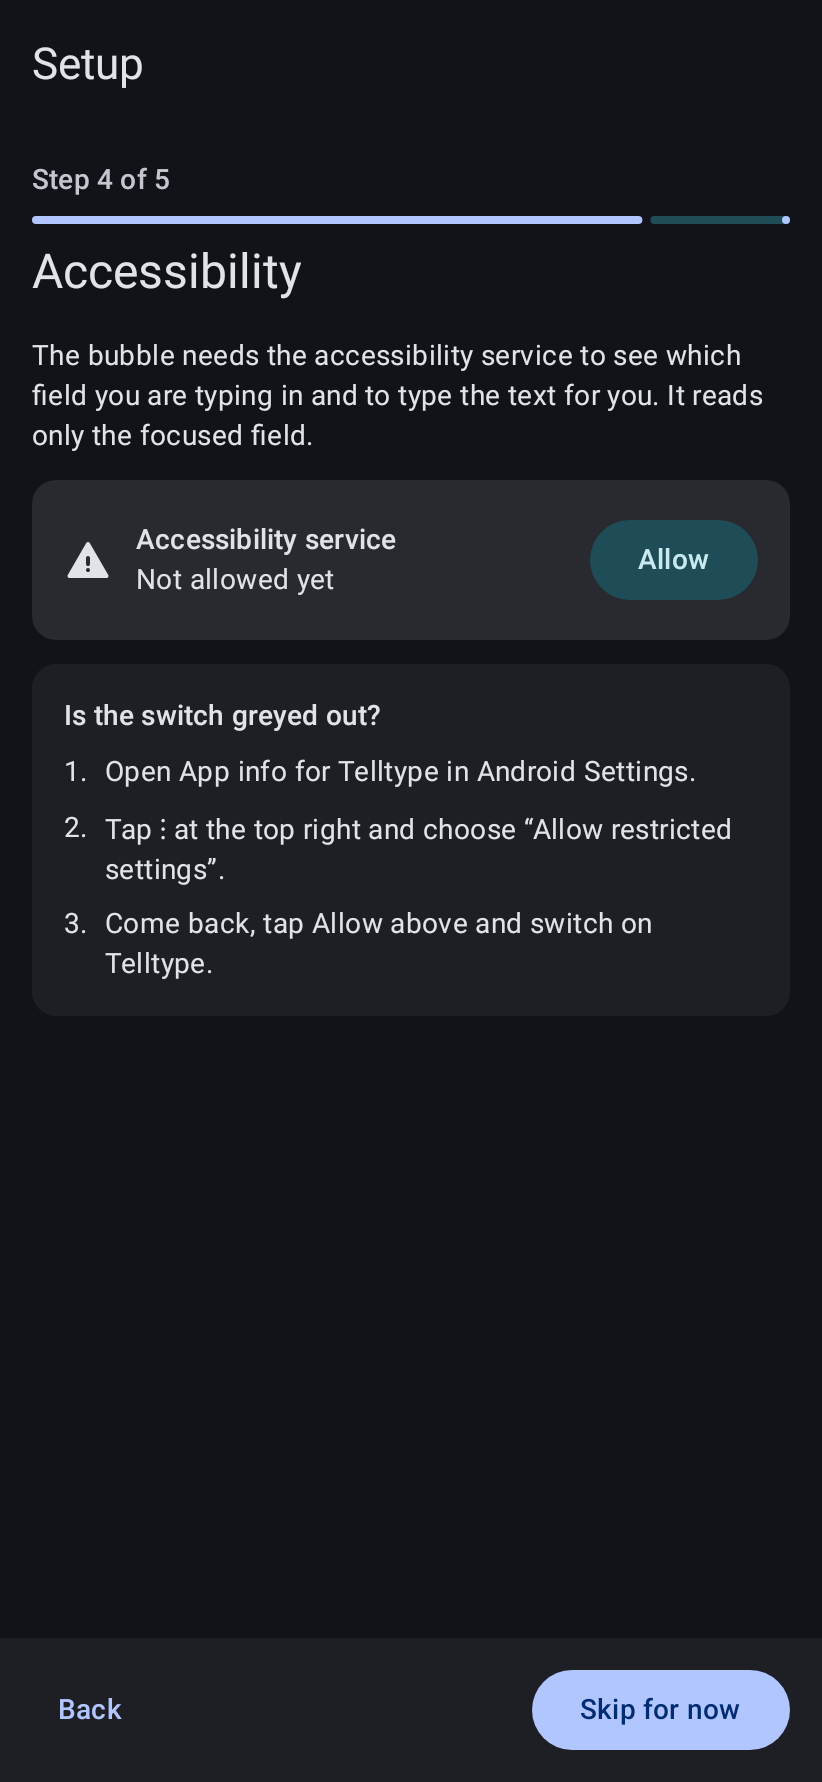 Setup
Step 4 of 5
Accessibility
The bubble needs the accessibility service to see which
field you are typing in and to type the text for you. It reads
only the focused field.
Accessibility service
Not allowed yet
Allow
Is the switch greyed out?
1. Open App info for Telltype in Android Settings.
2. Tap ⋮ at the top right and choose “Allow restricted
settings”.
3. Come back, tap Allow above and switch on
Telltype.
Back
Skip for now